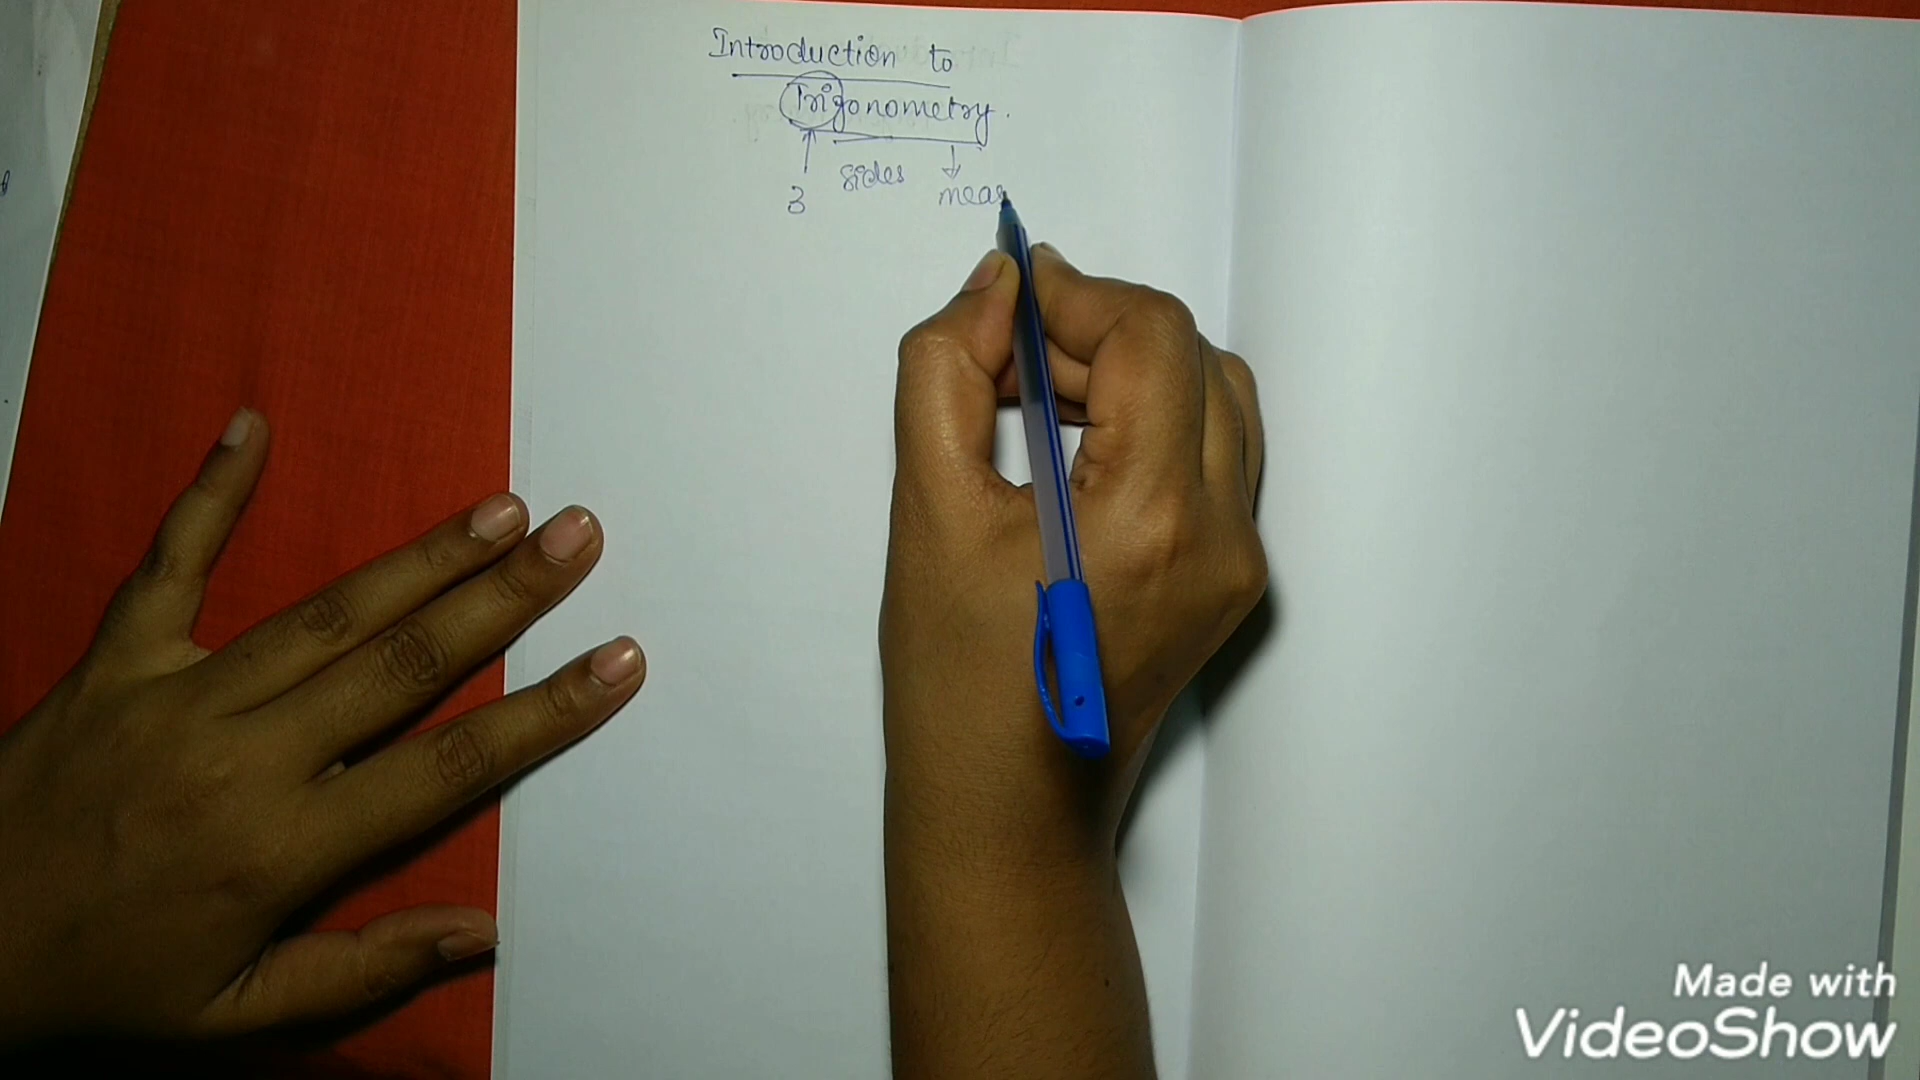 Introduction to
Trigonometry.
3 sides meas
Made with
VideoShow